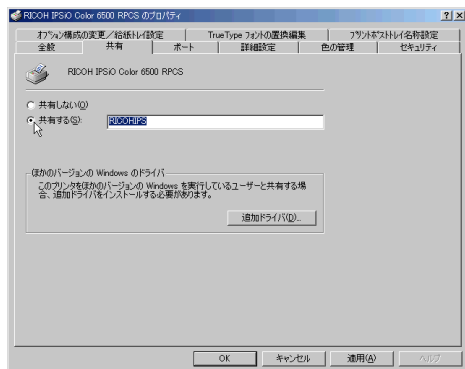 RICOH IPSiO Color 6500 RPCS のプロパティ
オプション構成の変更／給紙トレイ設定
TrueType フォントの置換編集
フリントポストトレイ名称設定
全般
共有
ポート
詳細設定
色の管理
セキュリティ
RICOH IPSiO Color 6500 RPCS
共有しない(O)
共有する(S):
RICOHIPS
ほかのバージョンの Windows のドライバ
このプリンタをほかのバージョンの Windows を実行しているユーザーと共有する場
合、追加ドライバをインストールする必要があります。
追加ドライバ(D)...
OK
キャンセル
適用(A)
ヘルプ